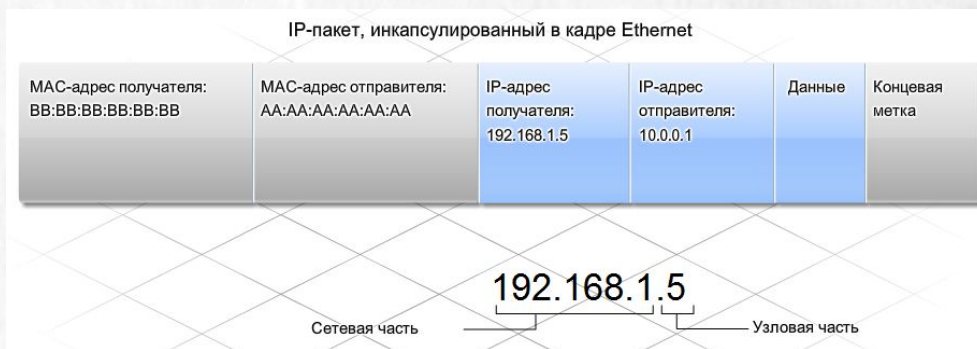 IP-пакет, инкапсулированный в кадре Ethernet
МАС-адрес получателя:
BB:BB:BB:BB:BB:BB
МАС-адрес отправителя:
AA:AA:AA:AA:AA:AA
IP-адрес
получателя:
192.168.1.5
IP-адрес
отправителя:
10.0.0.1
Данные
Концевая
метка
192.168.1.5
Сетевая часть
Узловая часть